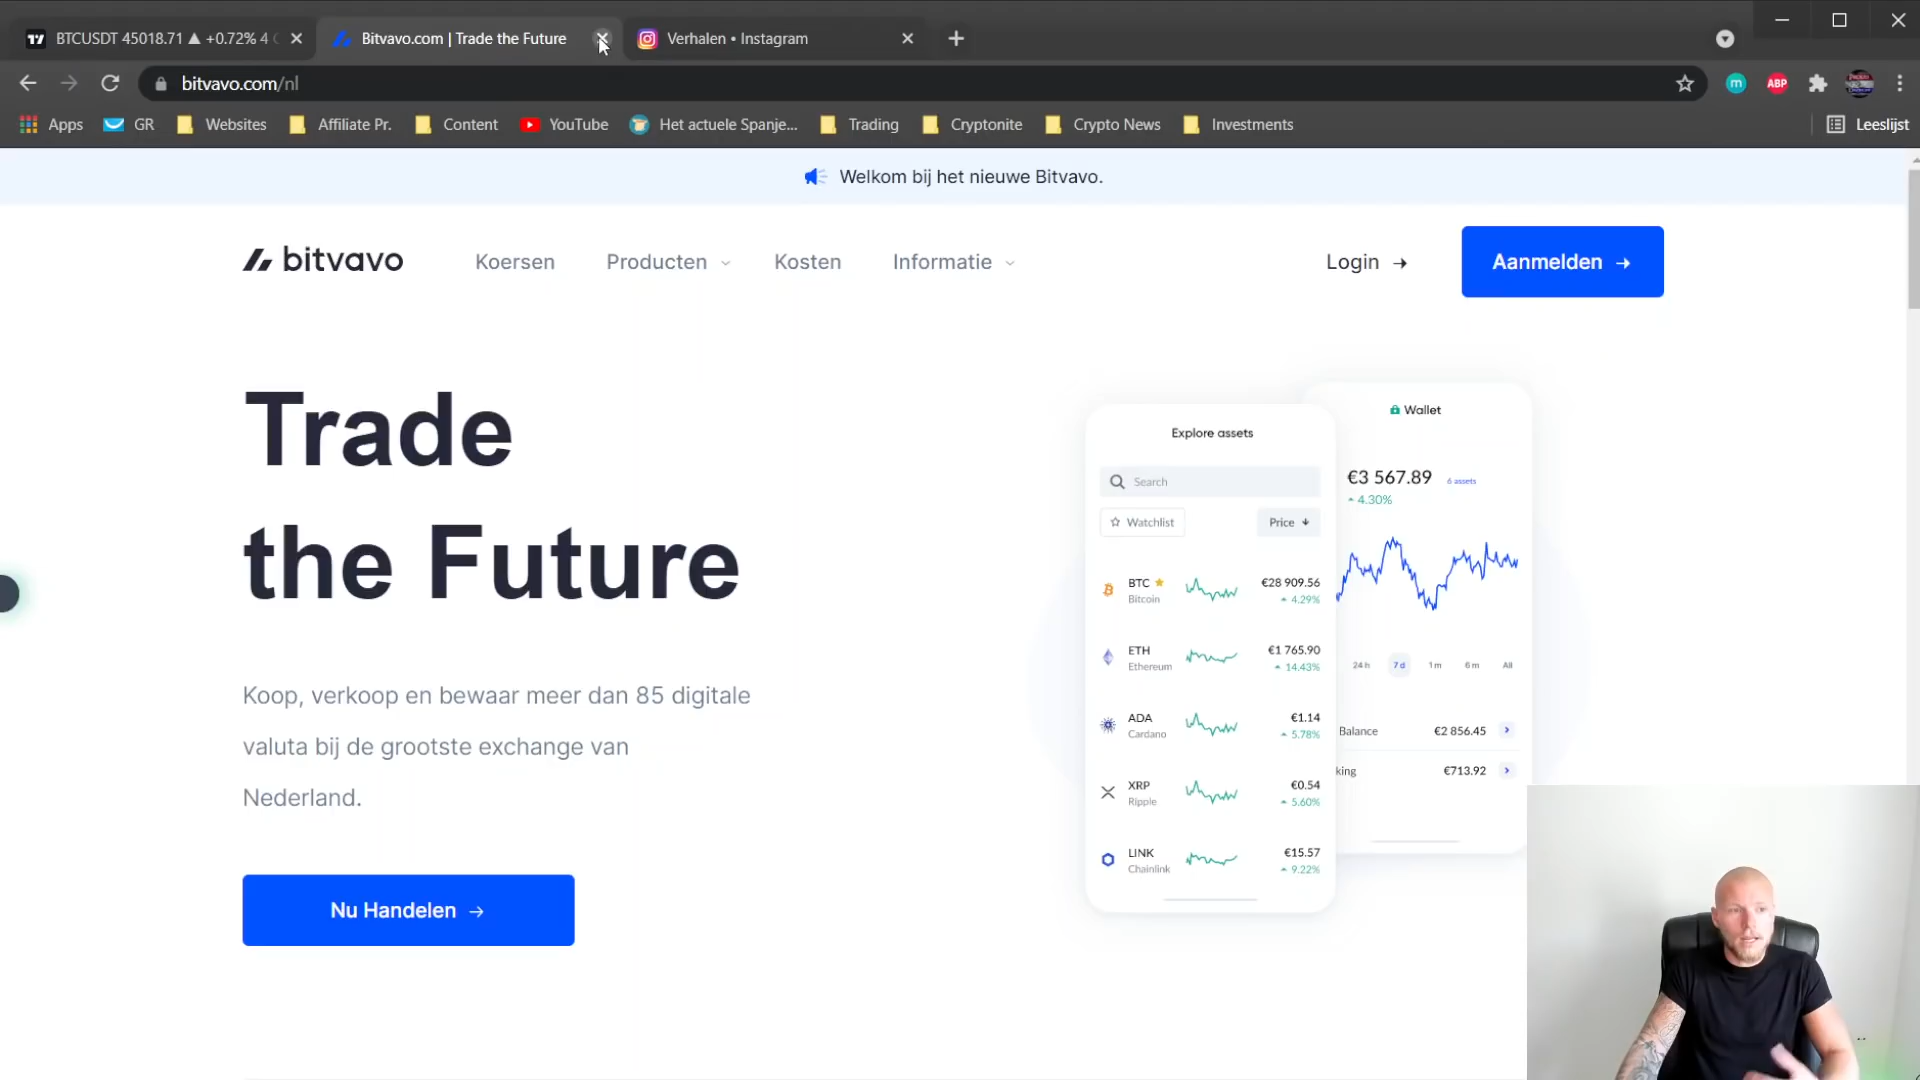 BTCUSDT 45018.71 ▲ +0.72% 4
Bitvavo.com | Trade the Future
Verhalen • Instagram
bitvavo.com/nl
m
ABP
Apps
GR
Websites
Affiliate Pr.
Content
YouTube
Het actuele Spanje...
Trading
Cryptonite
Crypto News
Investments
Leeslijst
Welkom bij het nieuwe Bitvavo.
bitvavo
Koersen
Producten
Kosten
Informatie
Login →
Aanmelden →
Trade
the Future
Koop, verkoop en bewaar meer dan 85 digitale
valuta bij de grootste exchange van
Nederland.
Nu Handelen →
Explore assets
Search
Watchlist
Price
BTC €28 909.56
Bitcoin 4.29%
ETH €1 765.90
Ethereum 14.43%
ADA €1.14
Cardano 5.78%
XRP €0.54
Ripple 5.60%
LINK €15.57
Chainlink 9.22%
Wallet
€3 567.89 6 assets
4.30%
24h 7d 1m 6m All
Balance €2 856.45
king €713.92